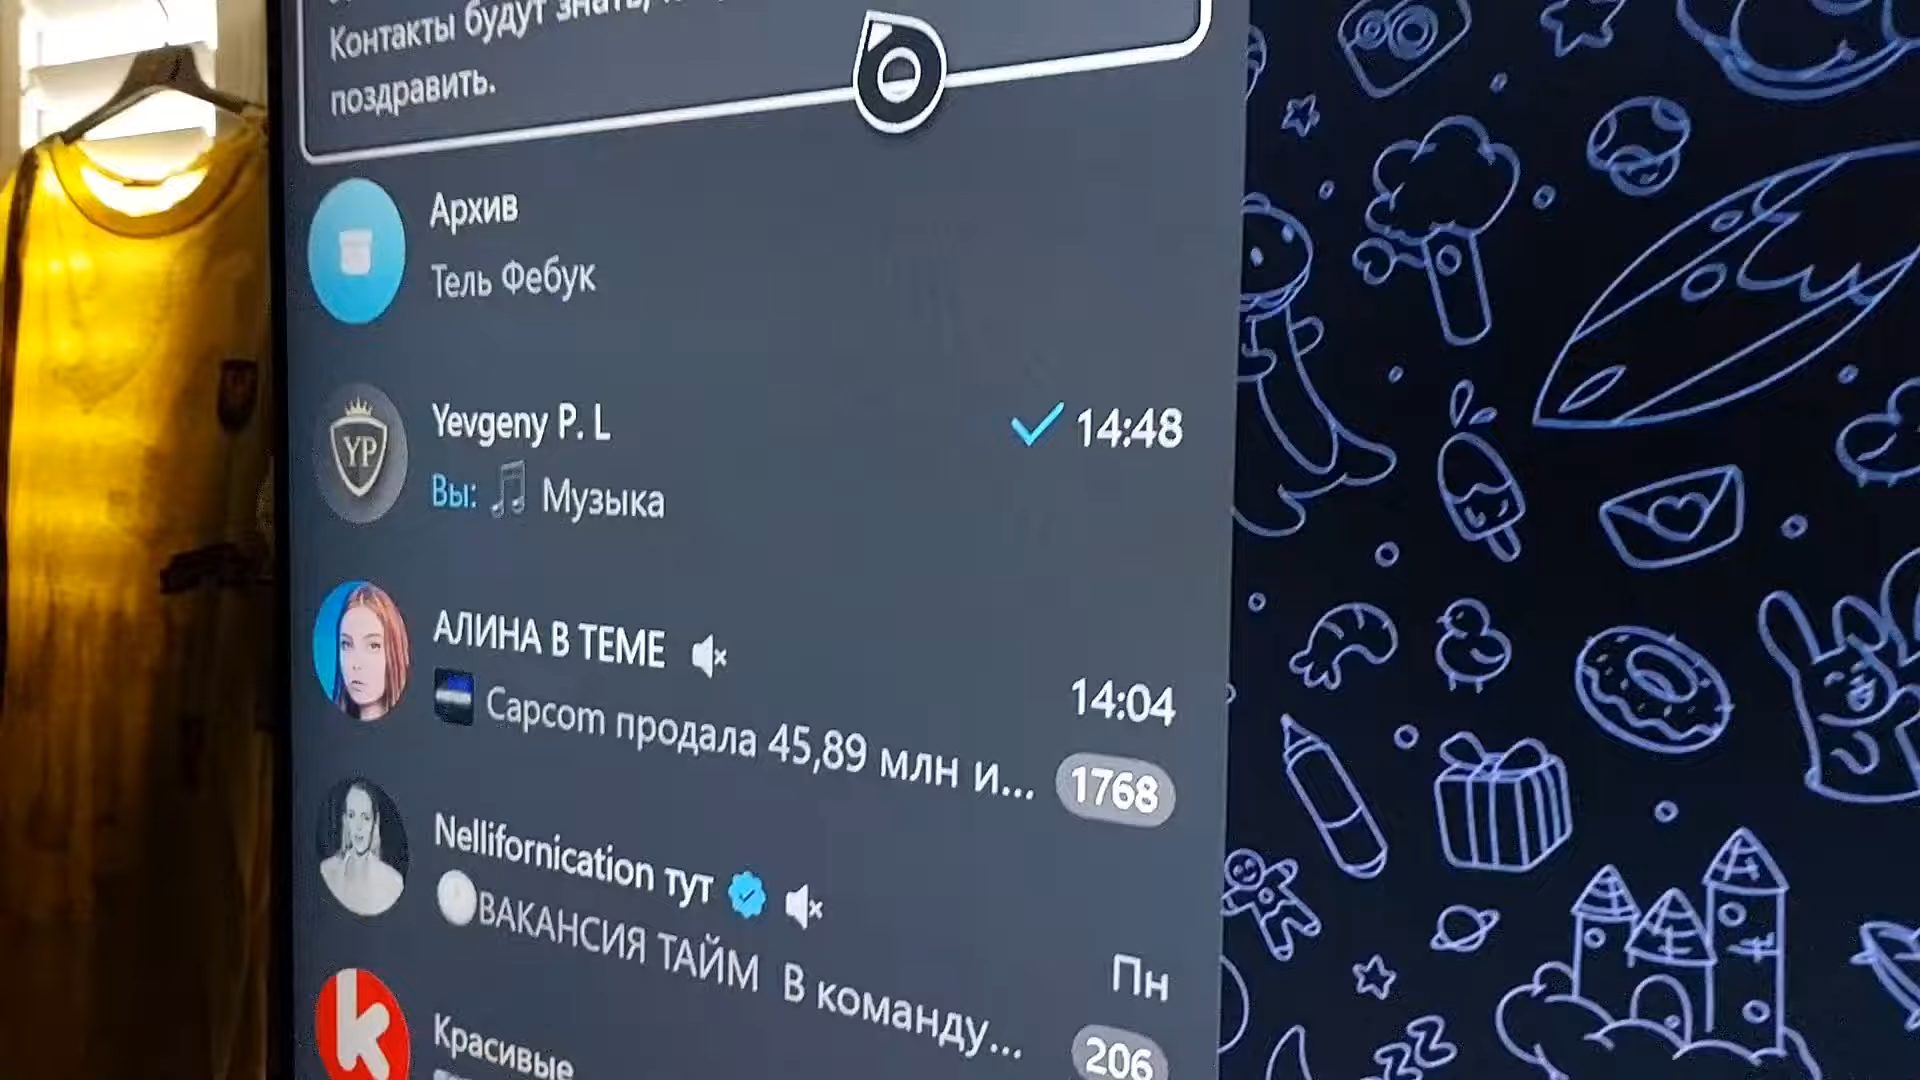 Контакты будут знать,
поздравить.
Архив
Тель Фебук
YP
Yevgeny P. L
14:48
Вы: Музыка
АЛИНА В ТЕМЕ
14:04
Capcom продала 45,89 млн и...
1768
Nellifornication тут
Пн
ВАКАНСИЯ ТАЙМ В команду...
206
k
Красивые